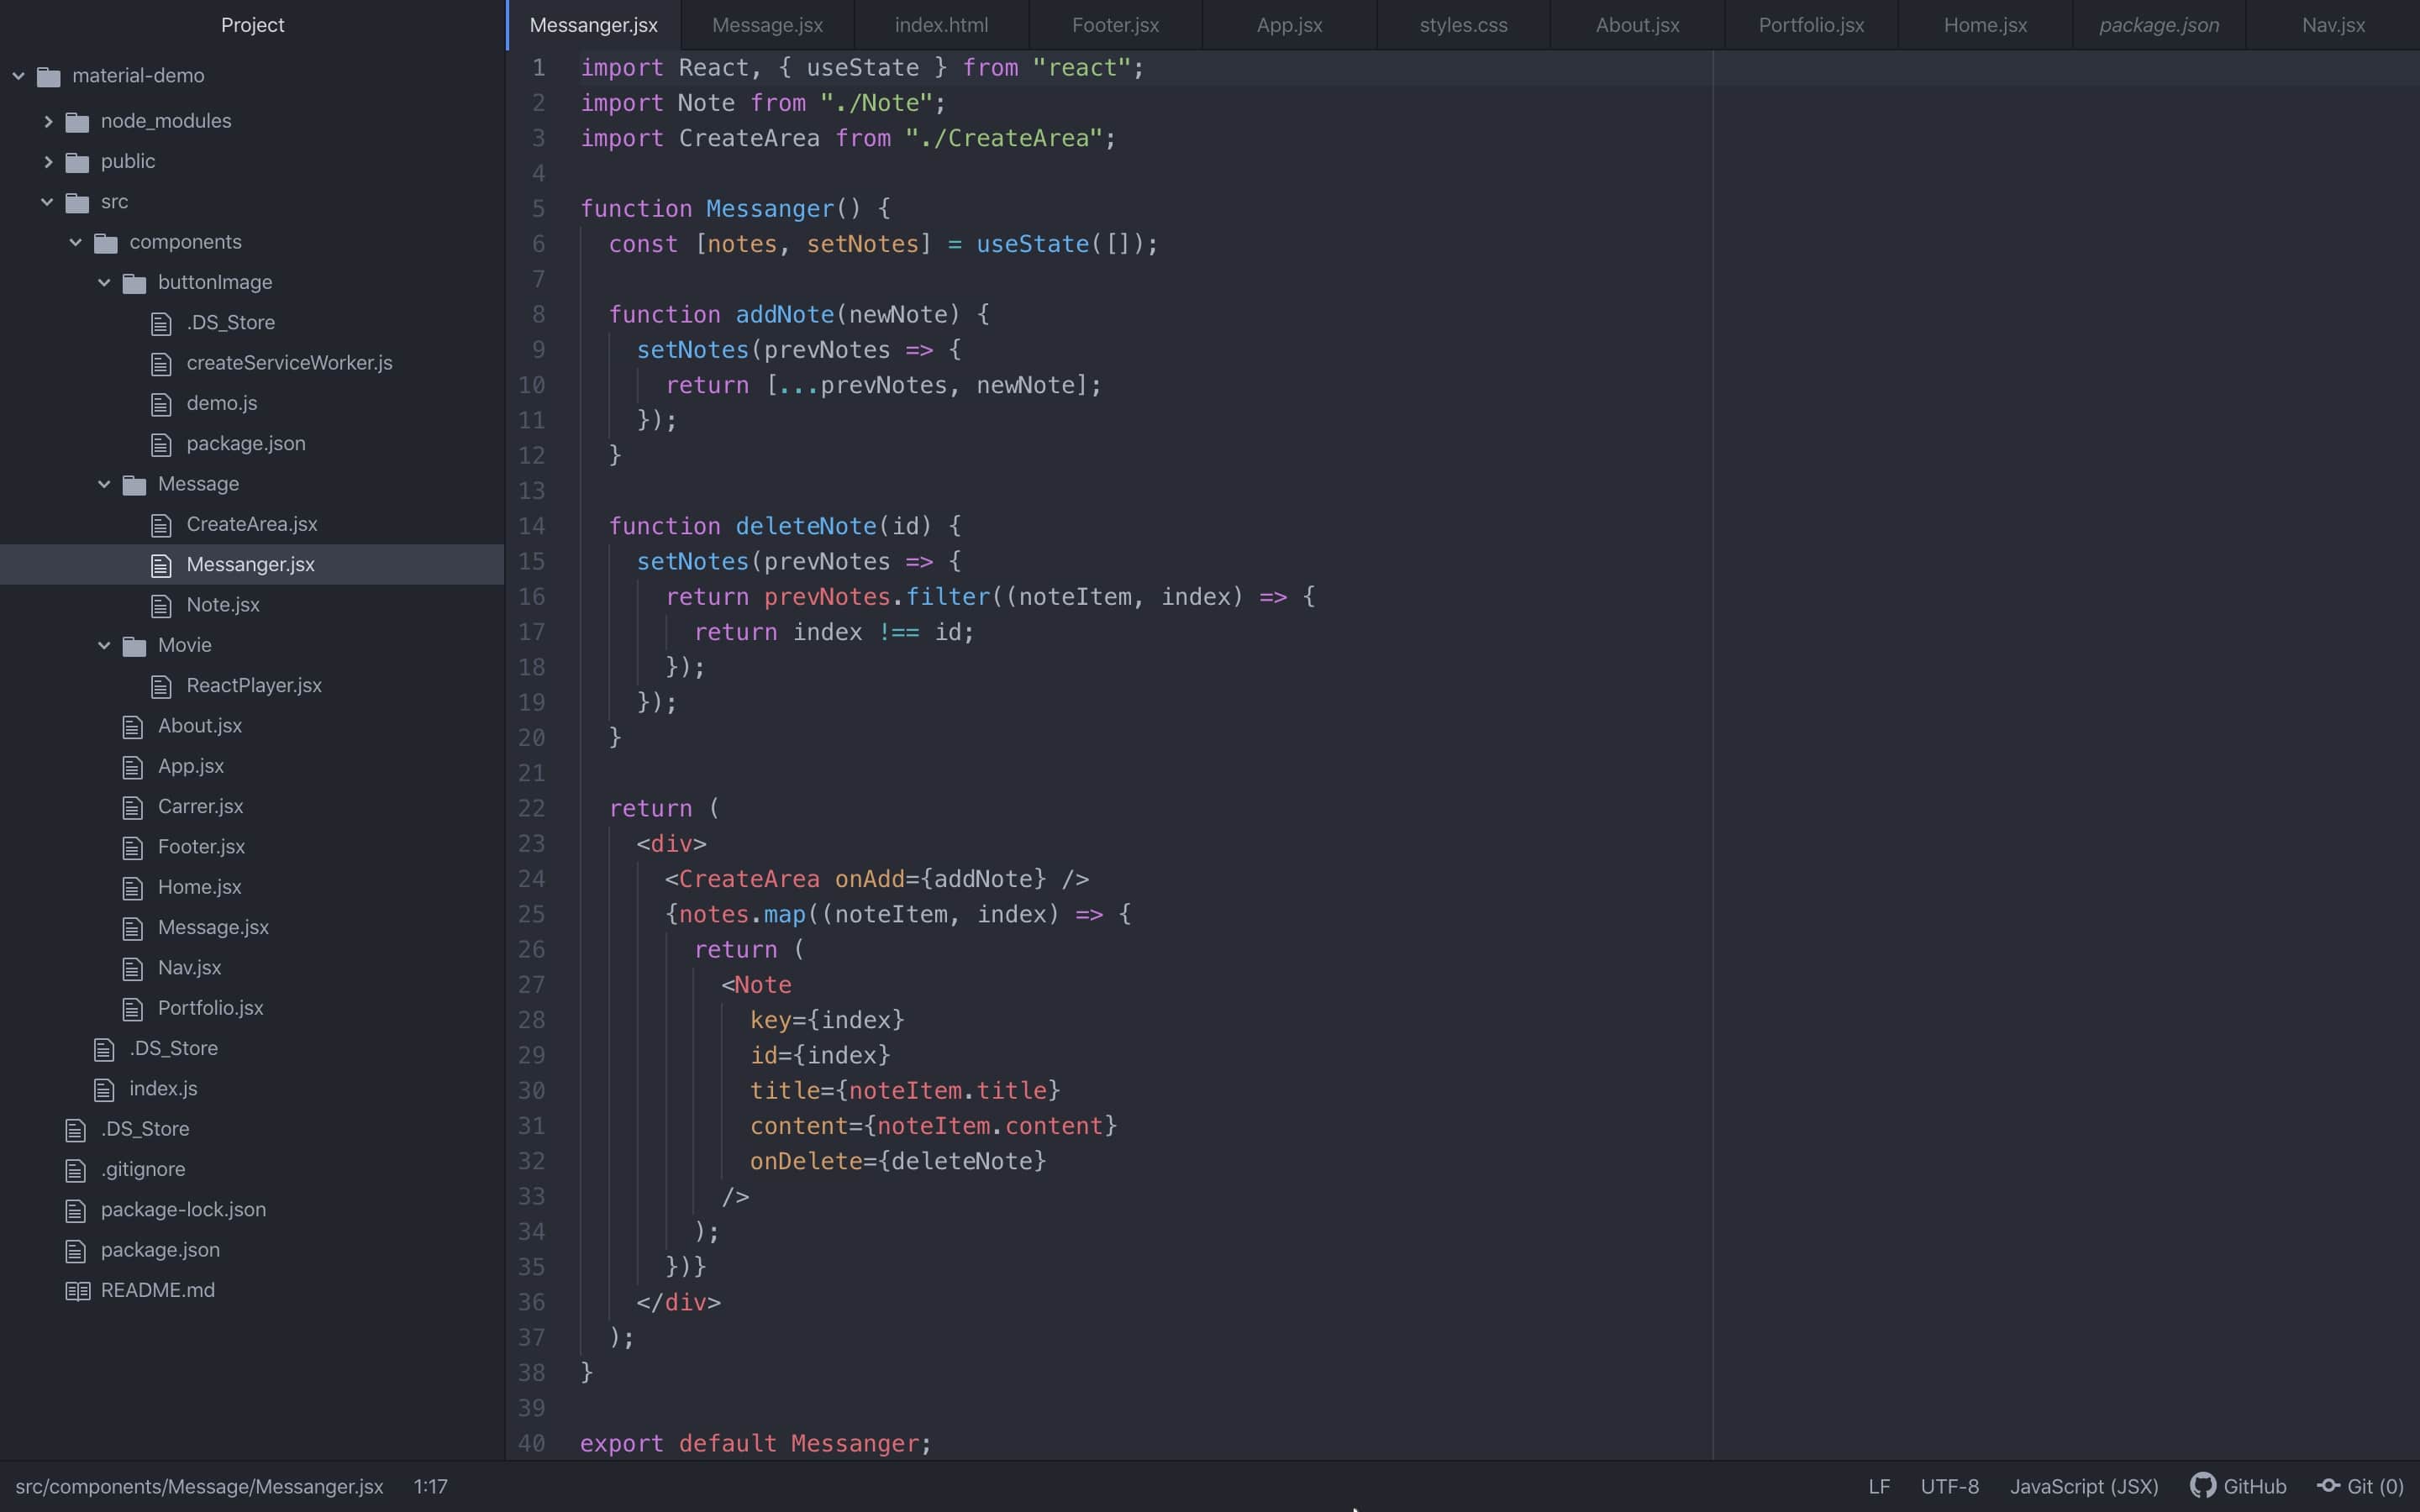 Project
material-demo
node_modules
public
src
components
buttonImage
.DS_Store
createServiceWorker.js
demo.js
package.json
Message
CreateArea.jsx
Messanger.jsx
Note.jsx
Movie
ReactPlayer.jsx
About.jsx
App.jsx
Carrer.jsx
Footer.jsx
Home.jsx
Message.jsx
Nav.jsx
Portfolio.jsx
.DS_Store
index.js
.DS_Store
.gitignore
package-lock.json
package.json
README.md
Messanger.jsx Message.jsx index.html Footer.jsx App.jsx styles.css About.jsx Portfolio.jsx Home.jsx package.json Nav.jsx
1 import React, { useState } from "react";
2 import Note from "./Note";
3 import CreateArea from "./CreateArea";
4
5 function Messanger() {
6   const [notes, setNotes] = useState([]);
7
8   function addNote(newNote) {
9     setNotes(prevNotes => {
10       return [...prevNotes, newNote];
11     });
12   }
13
14   function deleteNote(id) {
15     setNotes(prevNotes => {
16       return prevNotes.filter((noteItem, index) => {
17         return index !== id;
18       });
19     });
20   }
21
22   return (
23     <div>
24       <CreateArea onAdd={addNote} />
25       {notes.map((noteItem, index) => {
26         return (
27           <Note
28             key={index}
29             id={index}
30             title={noteItem.title}
31             content={noteItem.content}
32             onDelete={deleteNote}
33           />
34         );
35       })}
36     </div>
37   );
38 }
39
40 export default Messanger;
src/components/Message/Messanger.jsx 1:17 LF UTF-8 JavaScript (JSX) GitHub Git (0)